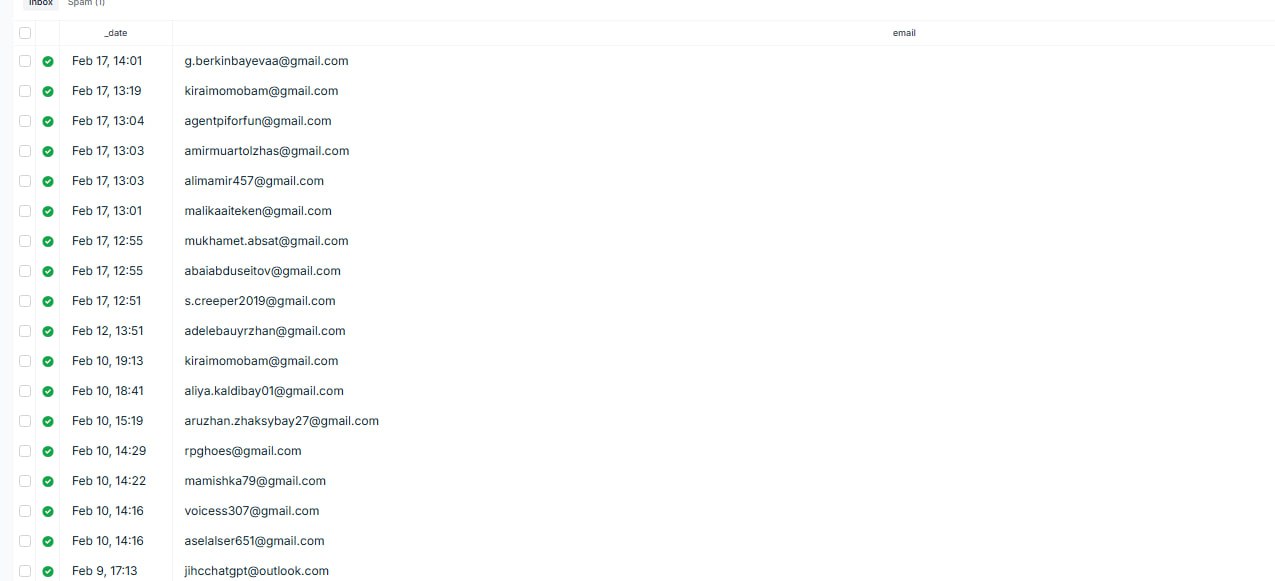 Inbox Spam (1)
_date email
Feb 17, 14:01 g.berkinbayevaa@gmail.com
Feb 17, 13:19 kiraimomobam@gmail.com
Feb 17, 13:04 agentpiforfun@gmail.com
Feb 17, 13:03 amirmuartolzhas@gmail.com
Feb 17, 13:03 alimamir457@gmail.com
Feb 17, 13:01 malikaaiteken@gmail.com
Feb 17, 12:55 mukhamet.absat@gmail.com
Feb 17, 12:55 abaiabduseitov@gmail.com
Feb 17, 12:51 s.creeper2019@gmail.com
Feb 12, 13:51 adelebauyrzhan@gmail.com
Feb 10, 19:13 kiraimomobam@gmail.com
Feb 10, 18:41 aliya.kaldibay01@gmail.com
Feb 10, 15:19 aruzhan.zhaksybay27@gmail.com
Feb 10, 14:29 rpghoes@gmail.com
Feb 10, 14:22 mamishka79@gmail.com
Feb 10, 14:16 voicess307@gmail.com
Feb 10, 14:16 aselalser651@gmail.com
Feb 9, 17:13 jihcchatgpt@outlook.com